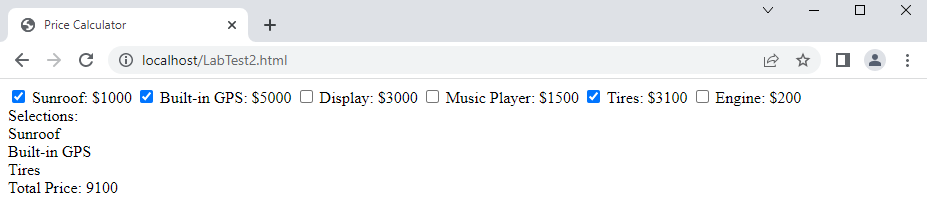 Price Calculator
localhost/LabTest2.html
Sunroof: $1000 Built-in GPS: $5000 Display: $3000 Music Player: $1500 Tires: $3100 Engine: $200
Selections:
Sunroof
Built-in GPS
Tires
Total Price: 9100